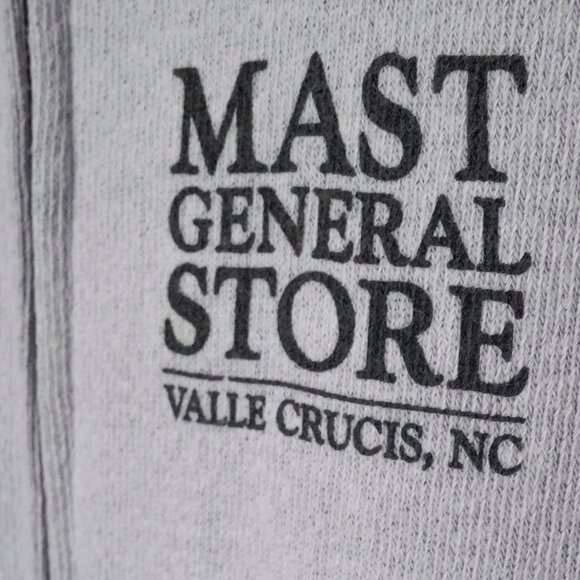 MAST
GENERAL
STORE
VALLE CRUCIS, NC